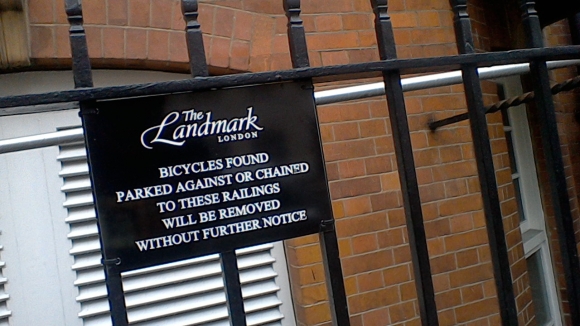 The
Landmark
LONDON
BICYCLES FOUND
PARKED AGAINST OR CHAINED
TO THESE RAILINGS
WILL BE REMOVED
WITHOUT FURTHER NOTICE